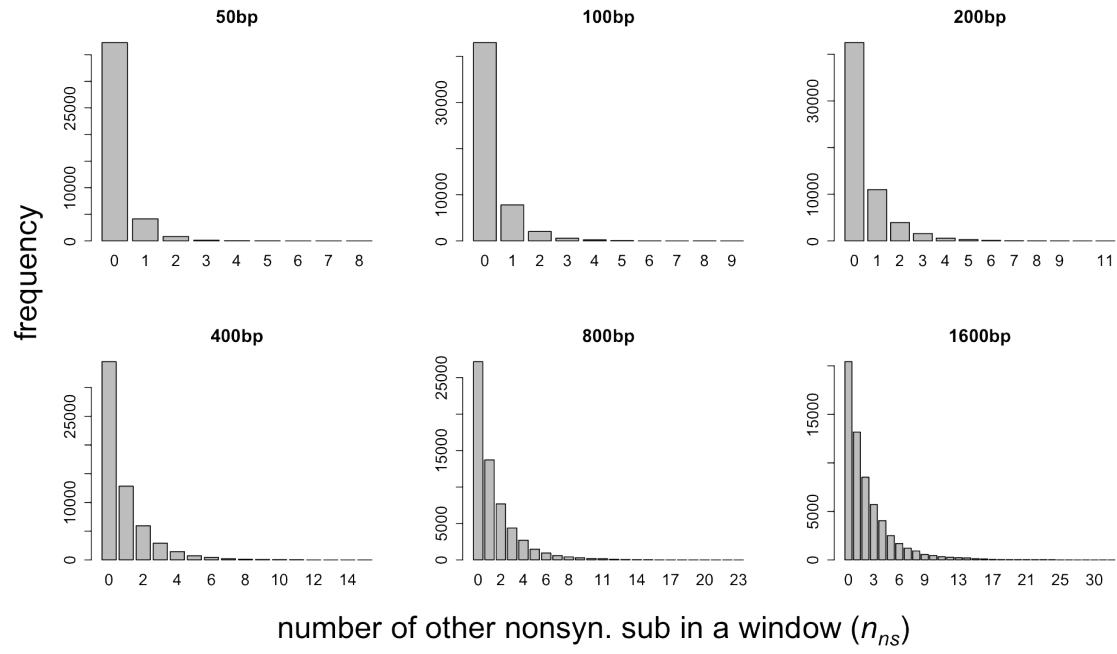 50bp
100bp
200bp
25000
10000
0
0 1 2 3 4 5 6 7 8
30000
10000
0
0 1 2 3 4 5 6 7 8 9
30000
10000
0
0 1 2 3 4 5 6 7 8 9 11
frequency
400bp
800bp
1600bp
25000
10000
0
0 2 4 6 8 10 12 14
25000
15000
5000
0
0 2 4 6 8 11 14 17 20 23
15000
5000
0
0 3 6 9 13 17 21 25 30
number of other nonsyn. sub in a window (nns)